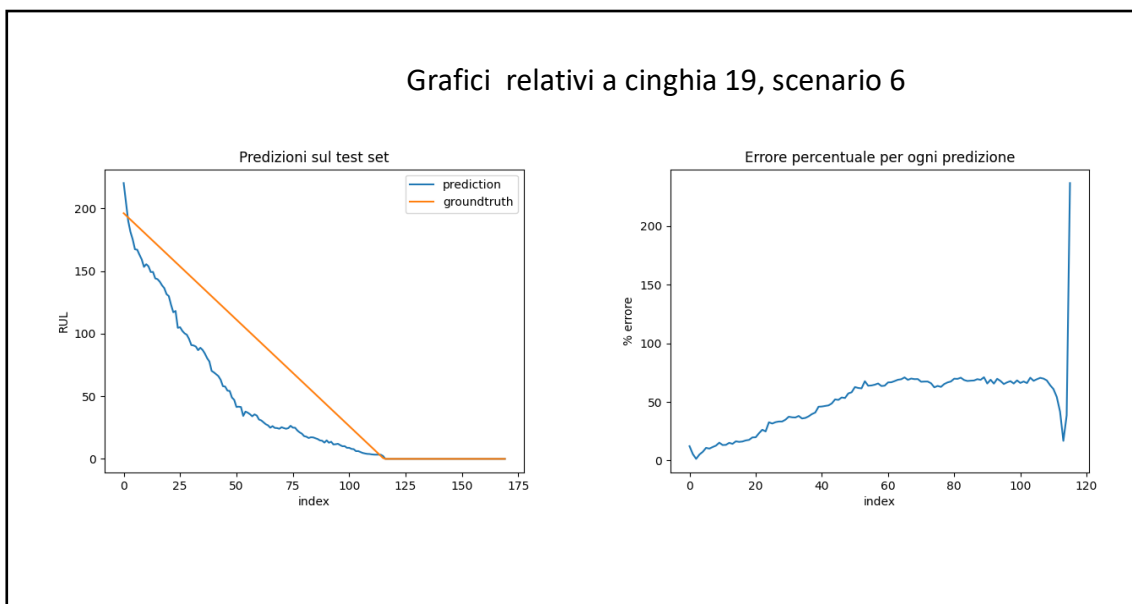 Grafici  relativi a cinghia 19, scenario 6
Predizioni sul test set
prediction
groundtruth
RUL
200
150
100
50
0
0 25 50 75 100 125 150 175
index
Errore percentuale per ogni predizione
% errore
200
150
100
50
0
0 20 40 60 80 100 120
index